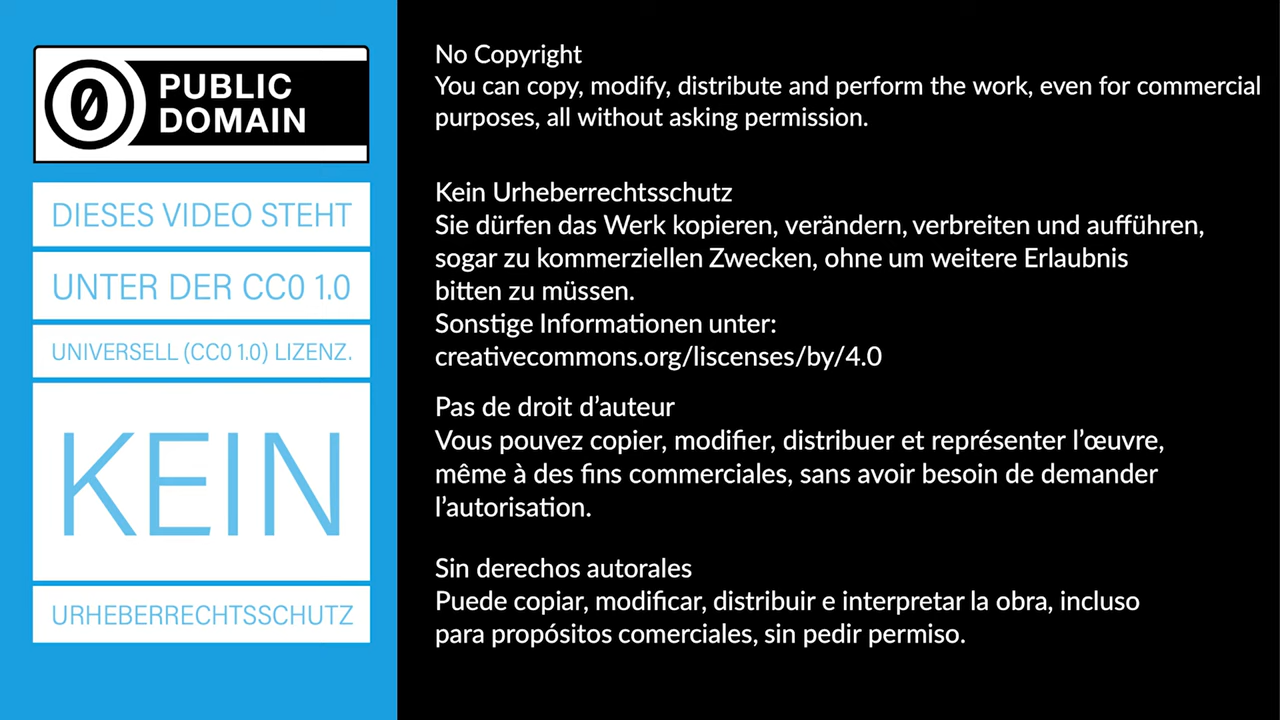 0
PUBLIC
DOMAIN
DIESES VIDEO STEHT
UNTER DER CC0 1.0
UNIVERSELL (CC0 1.0) LIZENZ.
KEIN
URHEBERRECHTSSCHUTZ
No Copyright
You can copy, modify, distribute and perform the work, even for commercial
purposes, all without asking permission.
Kein Urheberrechtsschutz
Sie dürfen das Werk kopieren, verändern, verbreiten und aufführen,
sogar zu kommerziellen Zwecken, ohne um weitere Erlaubnis
bitten zu müssen.
Sonstige Informationen unter:
creativecommons.org/liscenses/by/4.0
Pas de droit d’auteur
Vous pouvez copier, modifier, distribuer et représenter l’œuvre,
même à des fins commerciales, sans avoir besoin de demander
l’autorisation.
Sin derechos autorales
Puede copiar, modificar, distribuir e interpretar la obra, incluso
para propósitos comerciales, sin pedir permiso.